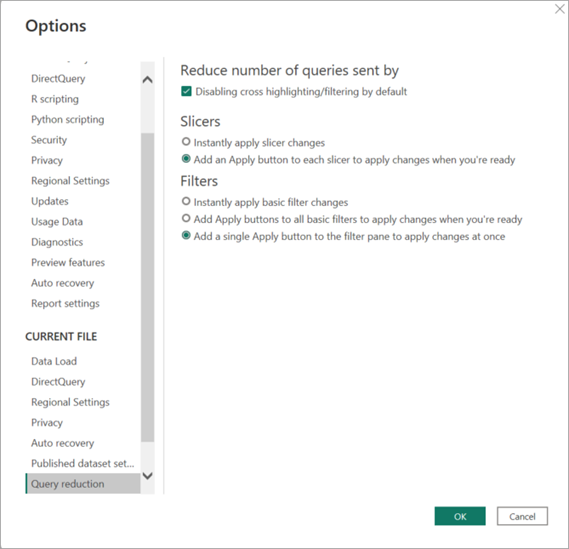 Options
DirectQuery
R scripting
Python scripting
Security
Privacy
Regional Settings
Updates
Usage Data
Diagnostics
Preview features
Auto recovery
Report settings
CURRENT FILE
Data Load
DirectQuery
Regional Settings
Privacy
Auto recovery
Published dataset set...
Query reduction
Reduce number of queries sent by
Disabling cross highlighting/filtering by default
Slicers
Instantly apply slicer changes
Add an Apply button to each slicer to apply changes when you're ready
Filters
Instantly apply basic filter changes
Add Apply buttons to all basic filters to apply changes when you're ready
Add a single Apply button to the filter pane to apply changes at once
OK
Cancel